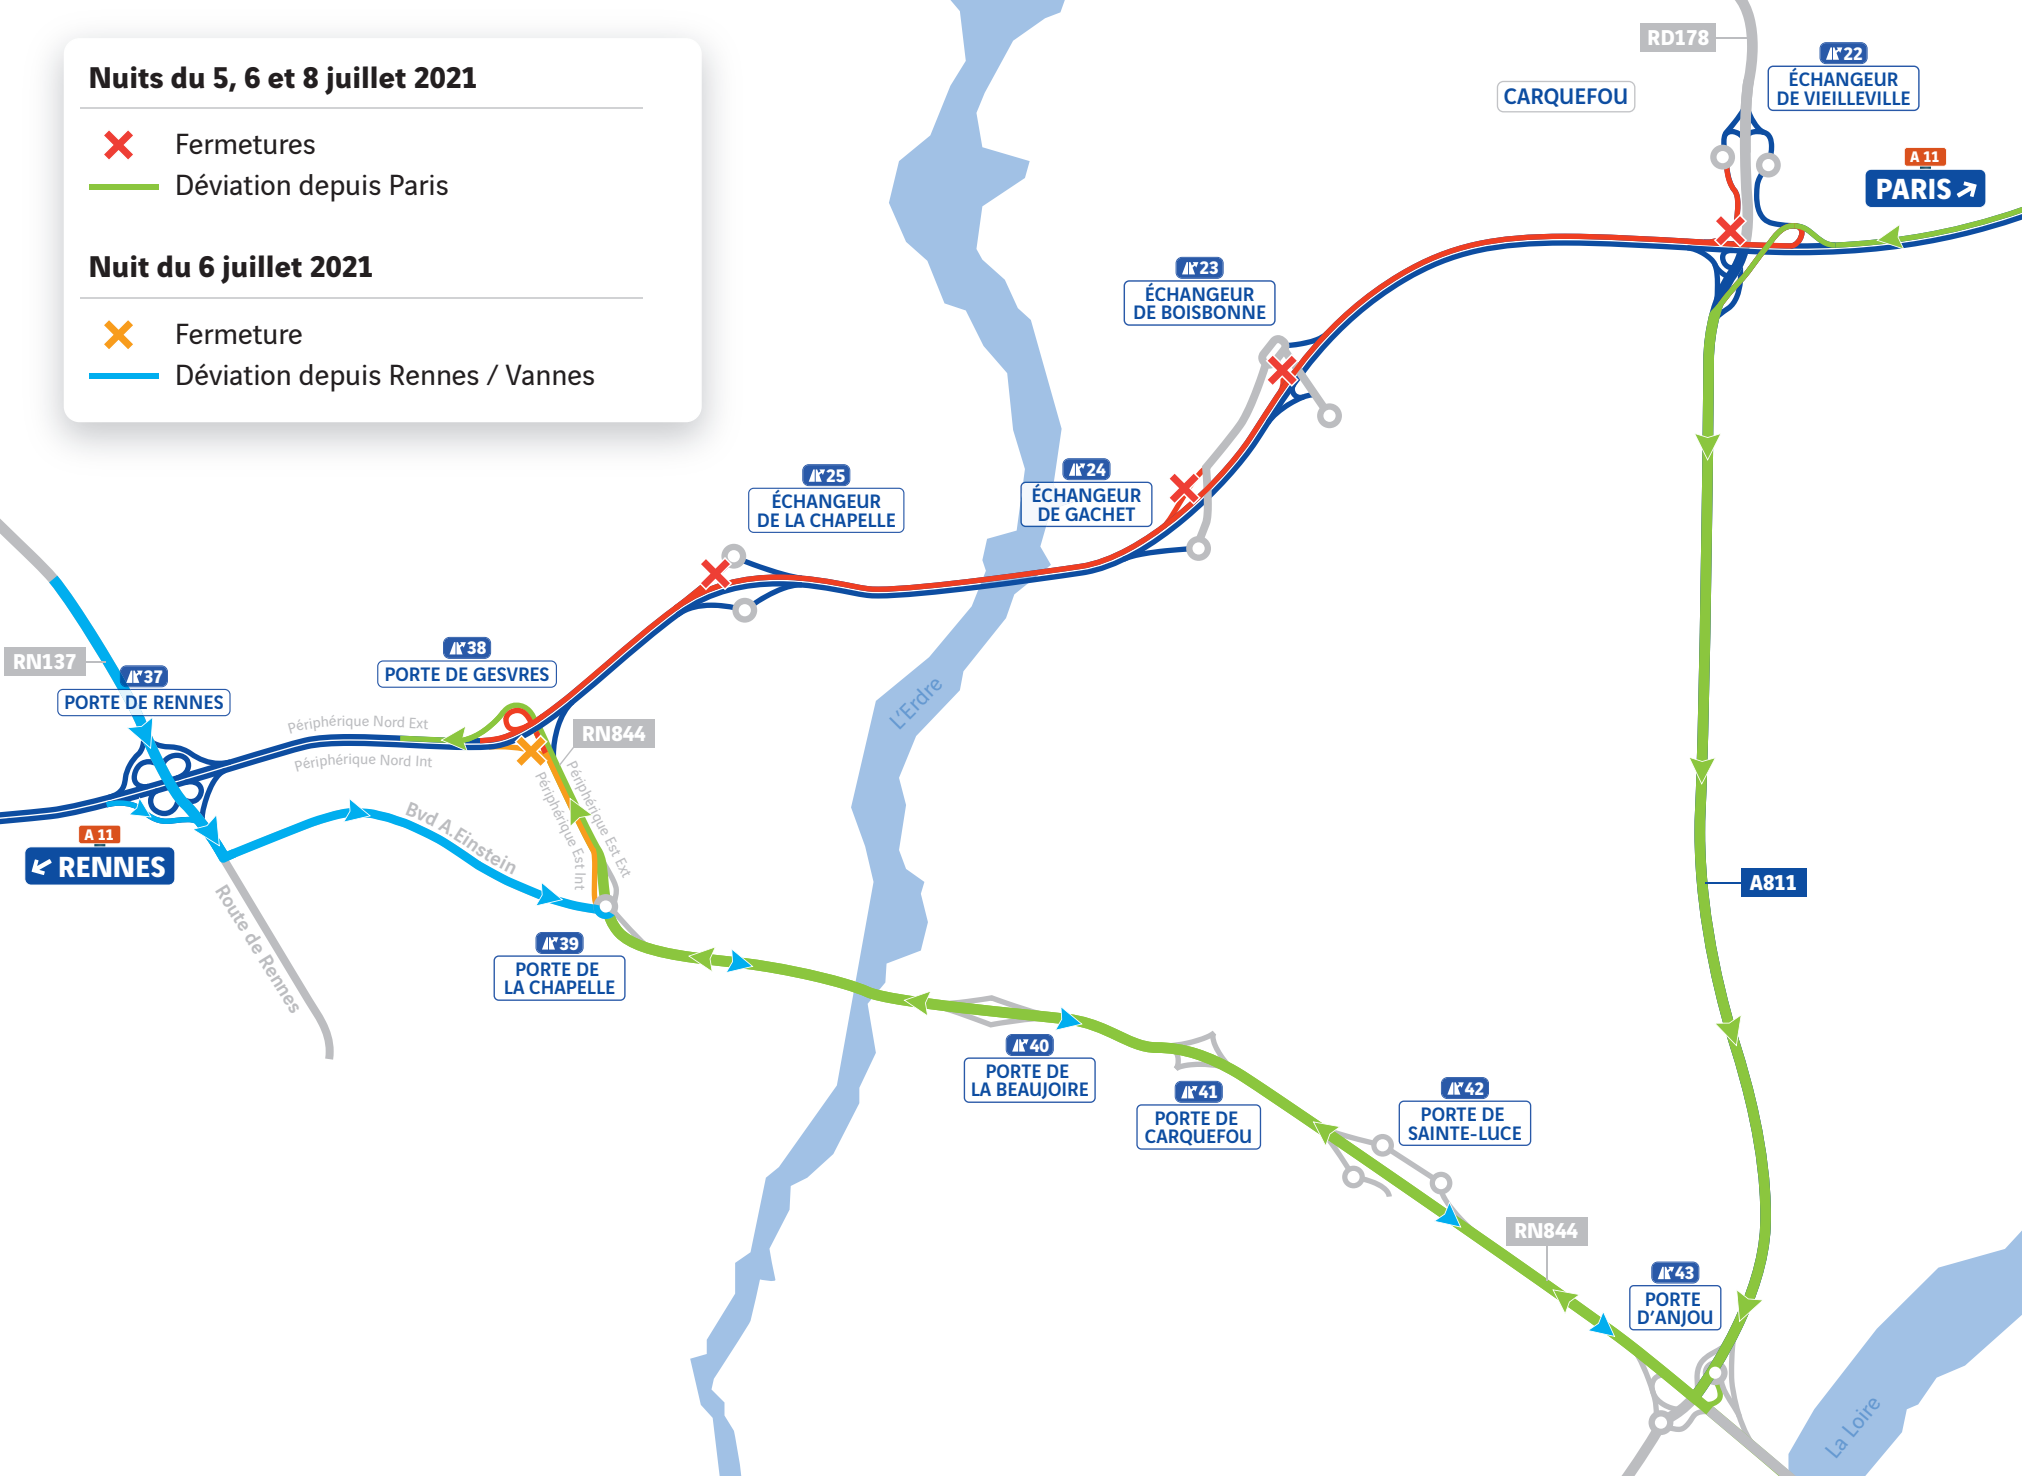 Nuits du 5, 6 et 8 juillet 2021
Fermetures
Déviation depuis Paris
Nuit du 6 juillet 2021
Fermeture
Déviation depuis Rennes / Vannes
RD178
22
ÉCHANGEUR
DE VIEILLEVILLE
CARQUEFOU
A 11
PARIS
23
ÉCHANGEUR
DE BOISBONNE
24
ÉCHANGEUR
DE GACHET
25
ÉCHANGEUR
DE LA CHAPELLE
RN137
37
PORTE DE RENNES
38
PORTE DE GESVRES
L'Erdre
Périphérique Nord Ext
Périphérique Nord Int
RN844
Périphérique Est Ext
Périphérique Est Int
Bvd A.Einstein
A 11
RENNES
Route de Rennes
A811
39
PORTE DE
LA CHAPELLE
40
PORTE DE
LA BEAUJOIRE
41
PORTE DE
CARQUEFOU
42
PORTE DE
SAINTE-LUCE
RN844
43
PORTE
D'ANJOU
La Loire